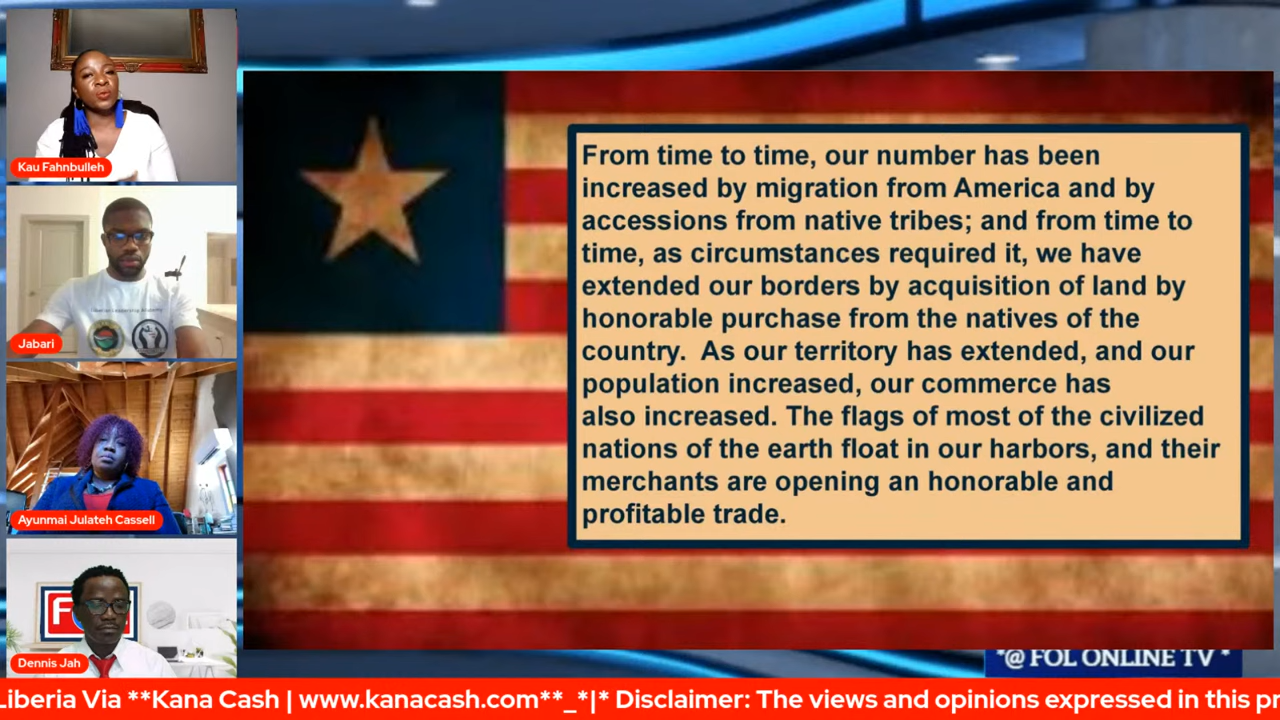 Kau Fahnbulleh
Jabari
Ayunmai Julateh Cassell
Dennis Jah
From time to time, our number has been
increased by migration from America and by
accessions from native tribes; and from time to
time, as circumstances required it, we have
extended our borders by acquisition of land by
honorable purchase from the natives of the
country.  As our territory has extended, and our
population increased, our commerce has
also increased. The flags of most of the civilized
nations of the earth float in our harbors, and their
merchants are opening an honorable and
profitable trade.
*@ FOL ONLINE TV *
Liberia Via **Kana Cash | www.kanacash.com**_*|* Disclaimer: The views and opinions expressed in this pr